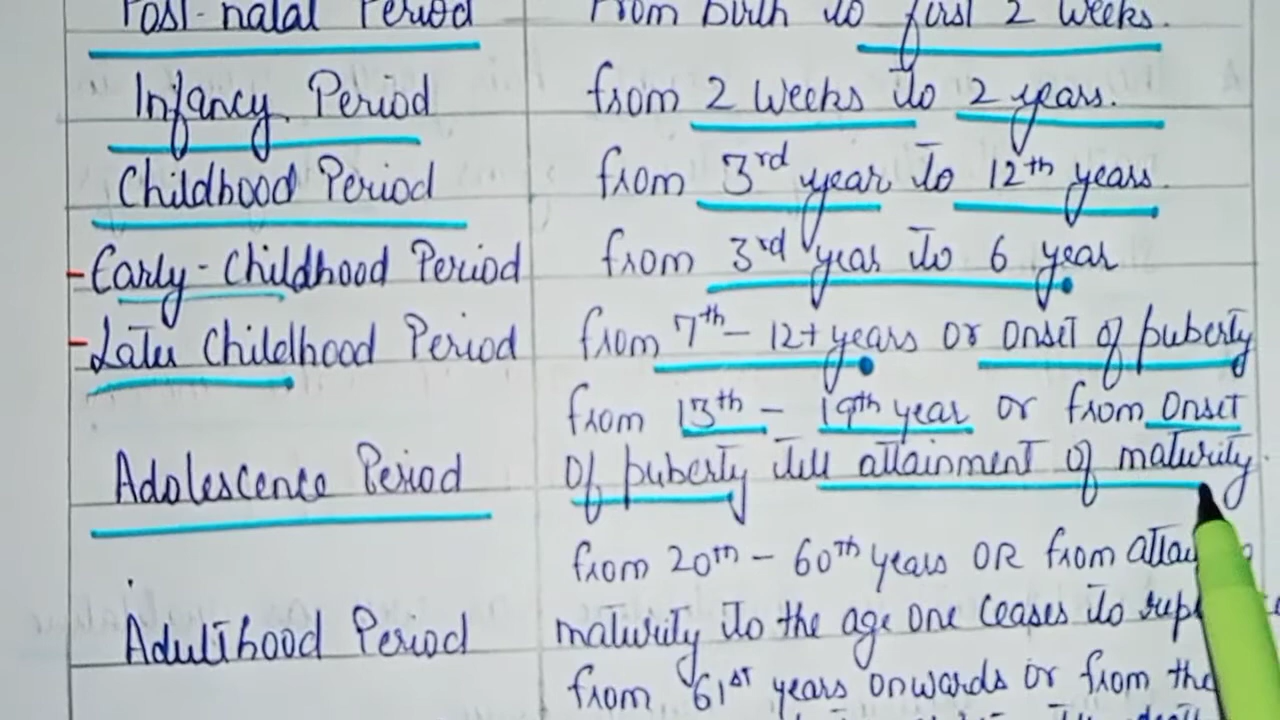 Post-natal Period from birth to first 2 weeks.
Infancy Period from 2 weeks to 2 years.
Childhood Period from 3rd year to 12th years.
- Early-Childhood Period from 3rd year to 6 year
- Later Childhood Period from 7th - 12+ years or onset of puberty
from 13th - 19th year or from onset
Adolescence Period of puberty till attainment of maturity.
from 20th - 60th years OR from
Adulthood Period maturity to the age one ceases to
from 61st years onwards or from the